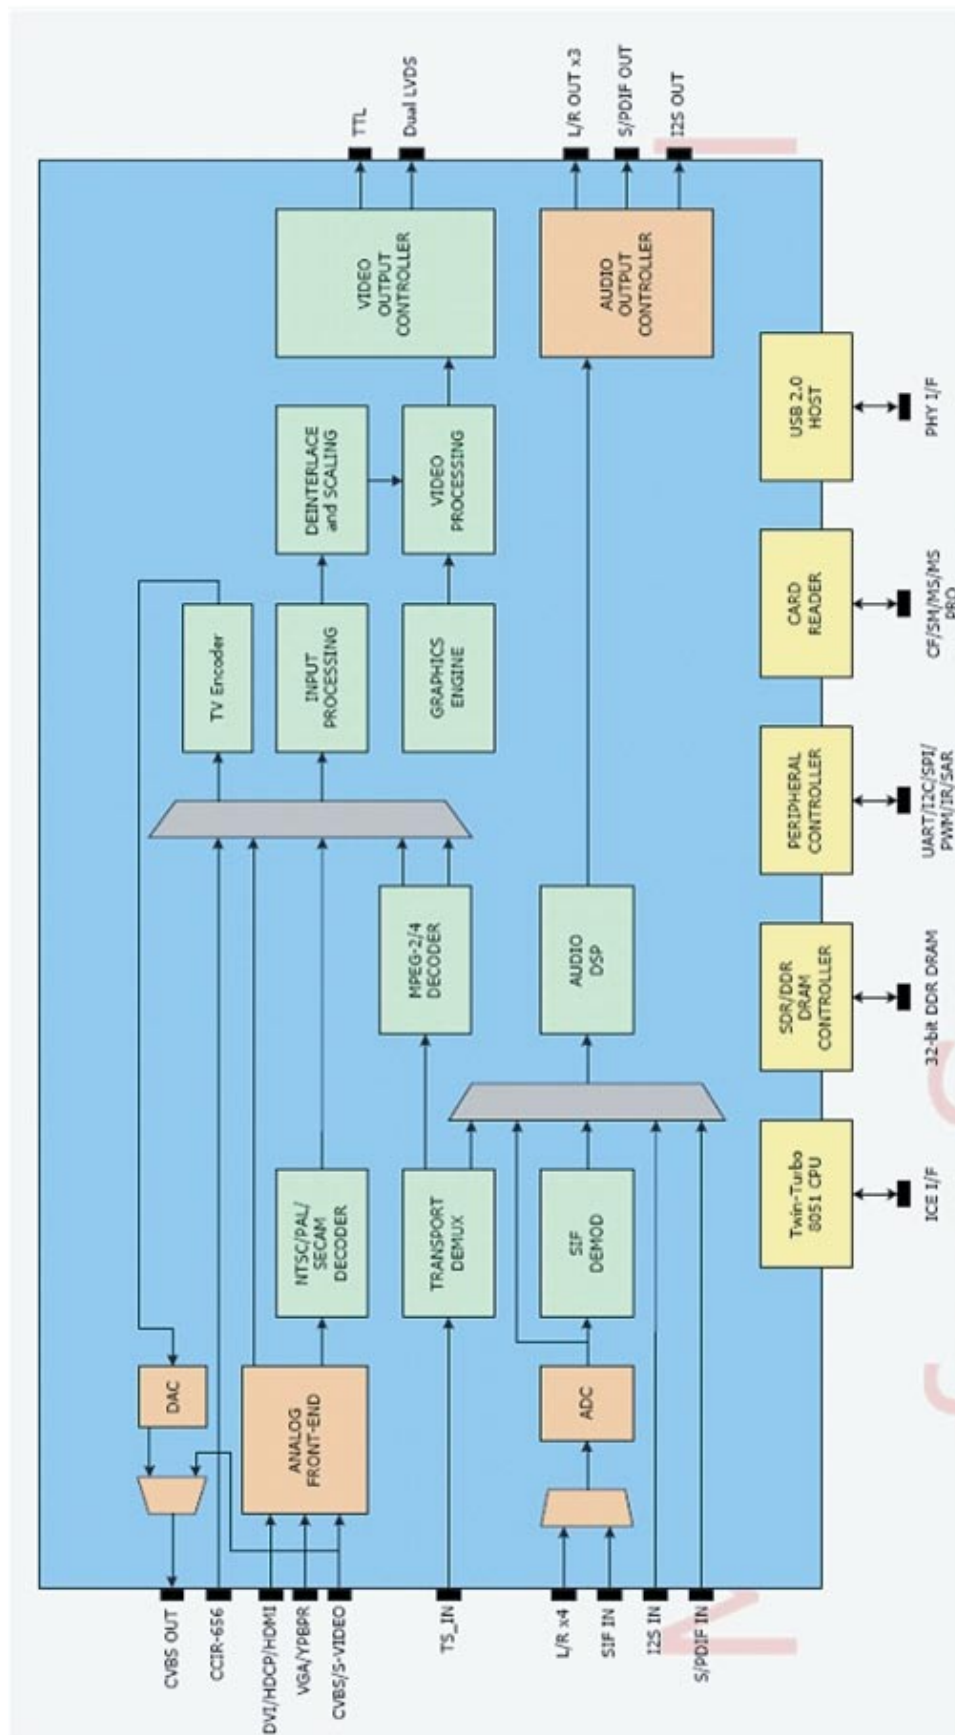 CVBS OUT
CCIR-656
DVI/HDCP/HDMI
VGA/YPBPR
CVBS/S-VIDEO
TS_IN
L/R x4
SIF IN
I2S IN
S/PDIF IN
DAC
ANALOG
FRONT-END
ADC
NTSC/PAL/
SECAM
DECODER
TRANSPORT
DEMUX
SIF
DEMOD
MPEG-2/4
DECODER
AUDIO
DSP
TV Encoder
INPUT
PROCESSING
GRAPHICS
ENGINE
DEINTERLACE
and SCALING
VIDEO
PROCESSING
VIDEO
OUTPUT
CONTROLLER
AUDIO
OUTPUT
CONTROLLER
TTL
Dual LVDS
L/R OUT x3
S/PDIF OUT
I2S OUT
Twin-Turbo
8051 CPU
SDR/DDR
DRAM
CONTROLLER
PERIPHERAL
CONTROLLER
CARD
READER
USB 2.0
HOST
ICE I/F
32-bit DDR DRAM
UART/I2C/SPI/
PWM/IR/SAR
CF/SM/MS/MS
PRO
PHY I/F